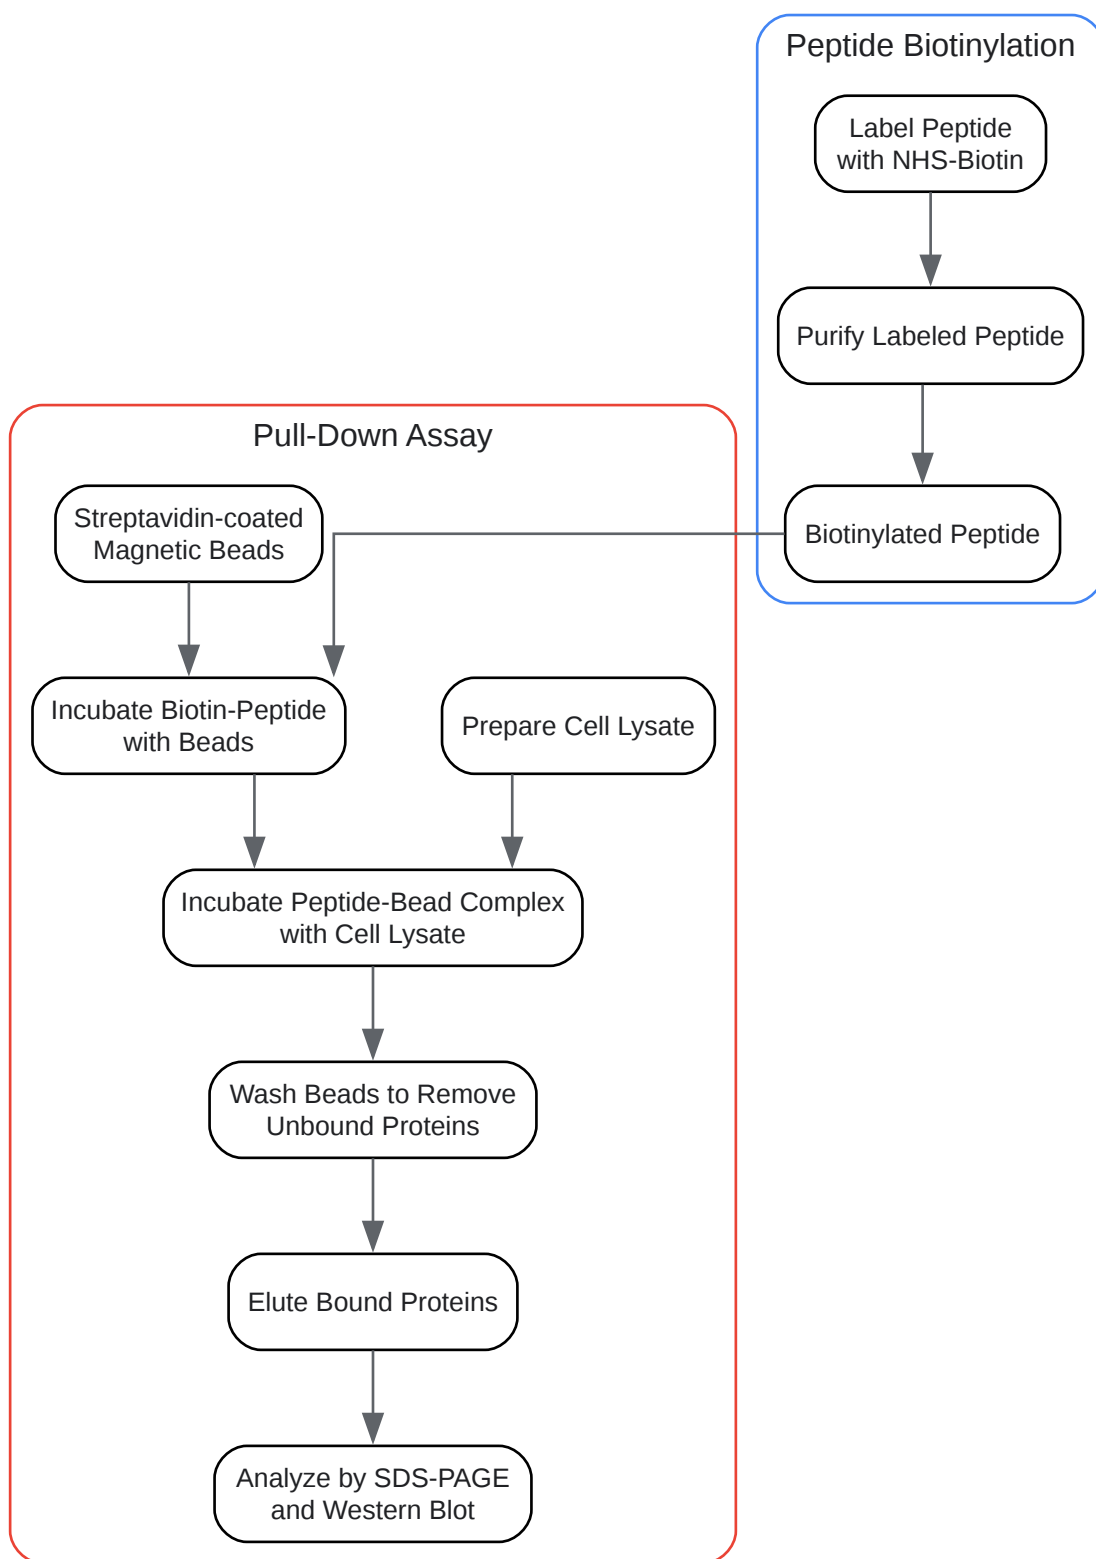 Peptide Biotinylation
Label Peptide
with NHS-Biotin
Purify Labeled Peptide
Biotinylated Peptide
Pull-Down Assay
Streptavidin-coated
Magnetic Beads
Incubate Biotin-Peptide
with Beads
Prepare Cell Lysate
Incubate Peptide-Bead Complex
with Cell Lysate
Wash Beads to Remove
Unbound Proteins
Elute Bound Proteins
Analyze by SDS-PAGE
and Western Blot